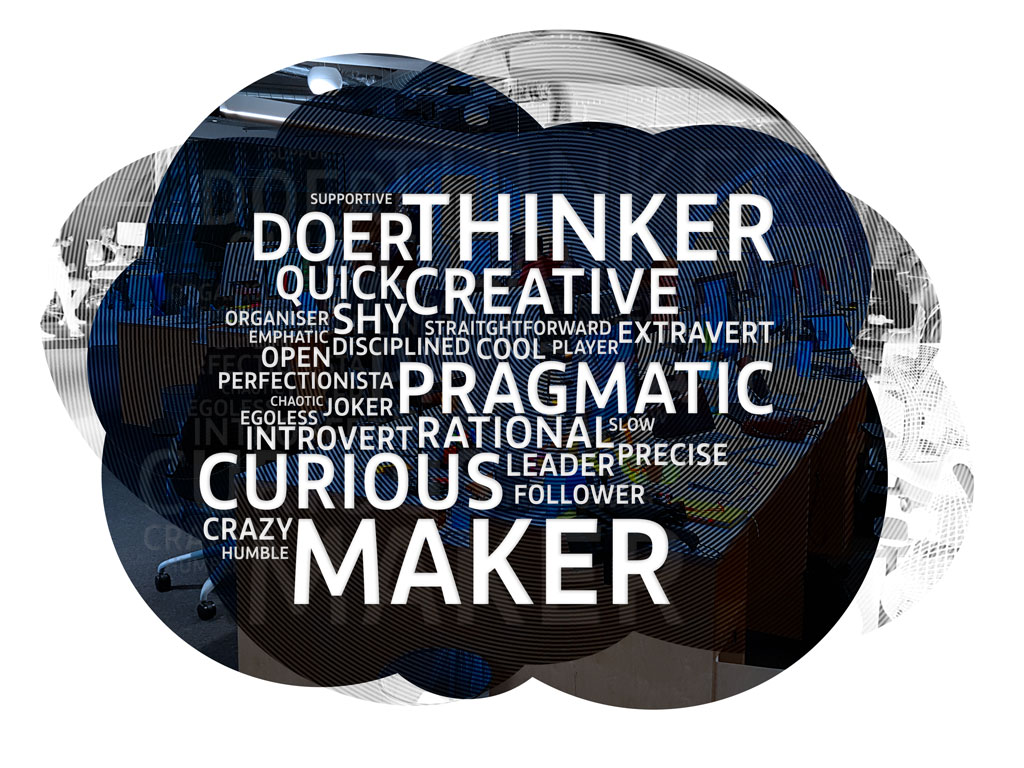 SUPPORTIVE
DOER THINKER
QUICK CREATIVE
ORGANISER SHY STRAITGHTFORWARD EXTRAVERT
EMPHATIC DISCIPLINED COOL PLAYER
OPEN
PERFECTIONISTA PRAGMATIC
CHAOTIC JOKER
EGOLESS
INTROVERT RATIONAL SLOW
CURIOUS LEADER PRECISE
FOLLOWER
CRAZY
HUMBLE MAKER